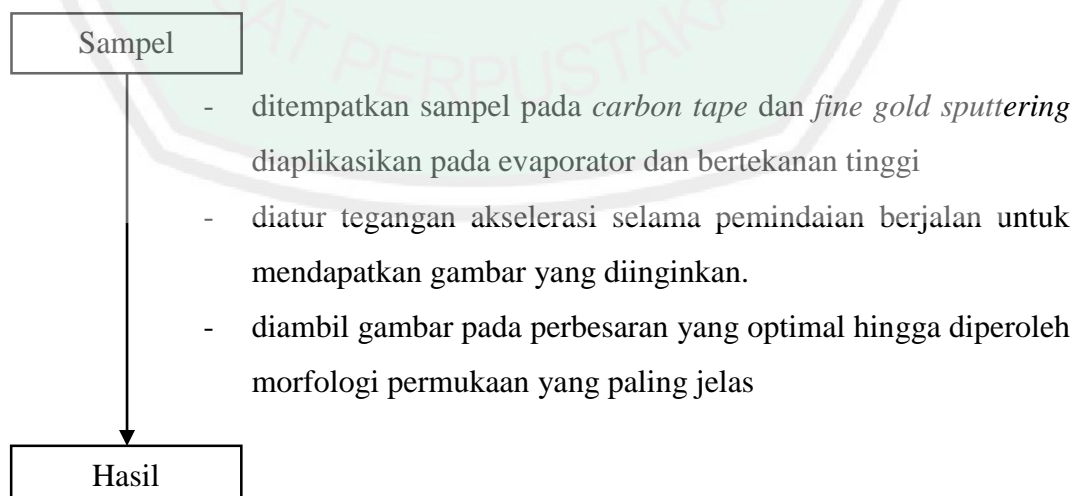 AT PERPUSTAKA
Sampel
- ditempatkan sampel pada carbon tape dan fine gold sputtering
diaplikasikan pada evaporator dan bertekanan tinggi
- diatur tegangan akselerasi selama pemindaian berjalan untuk
mendapatkan gambar yang diinginkan.
- diambil gambar pada perbesaran yang optimal hingga diperoleh
morfologi permukaan yang paling jelas
Hasil